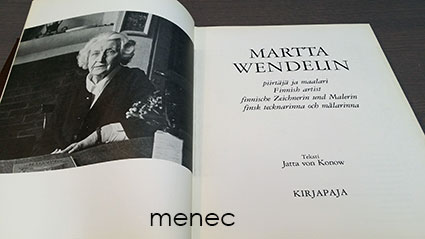 MARTTA
WENDELIN
piirtäjä ja maalari
Finnish artist
finnische Zeichnerin und Malerin
finsk tecknarinna och målarinna
Teksti
Jatta von Konow
KIRJAPAJA
menec